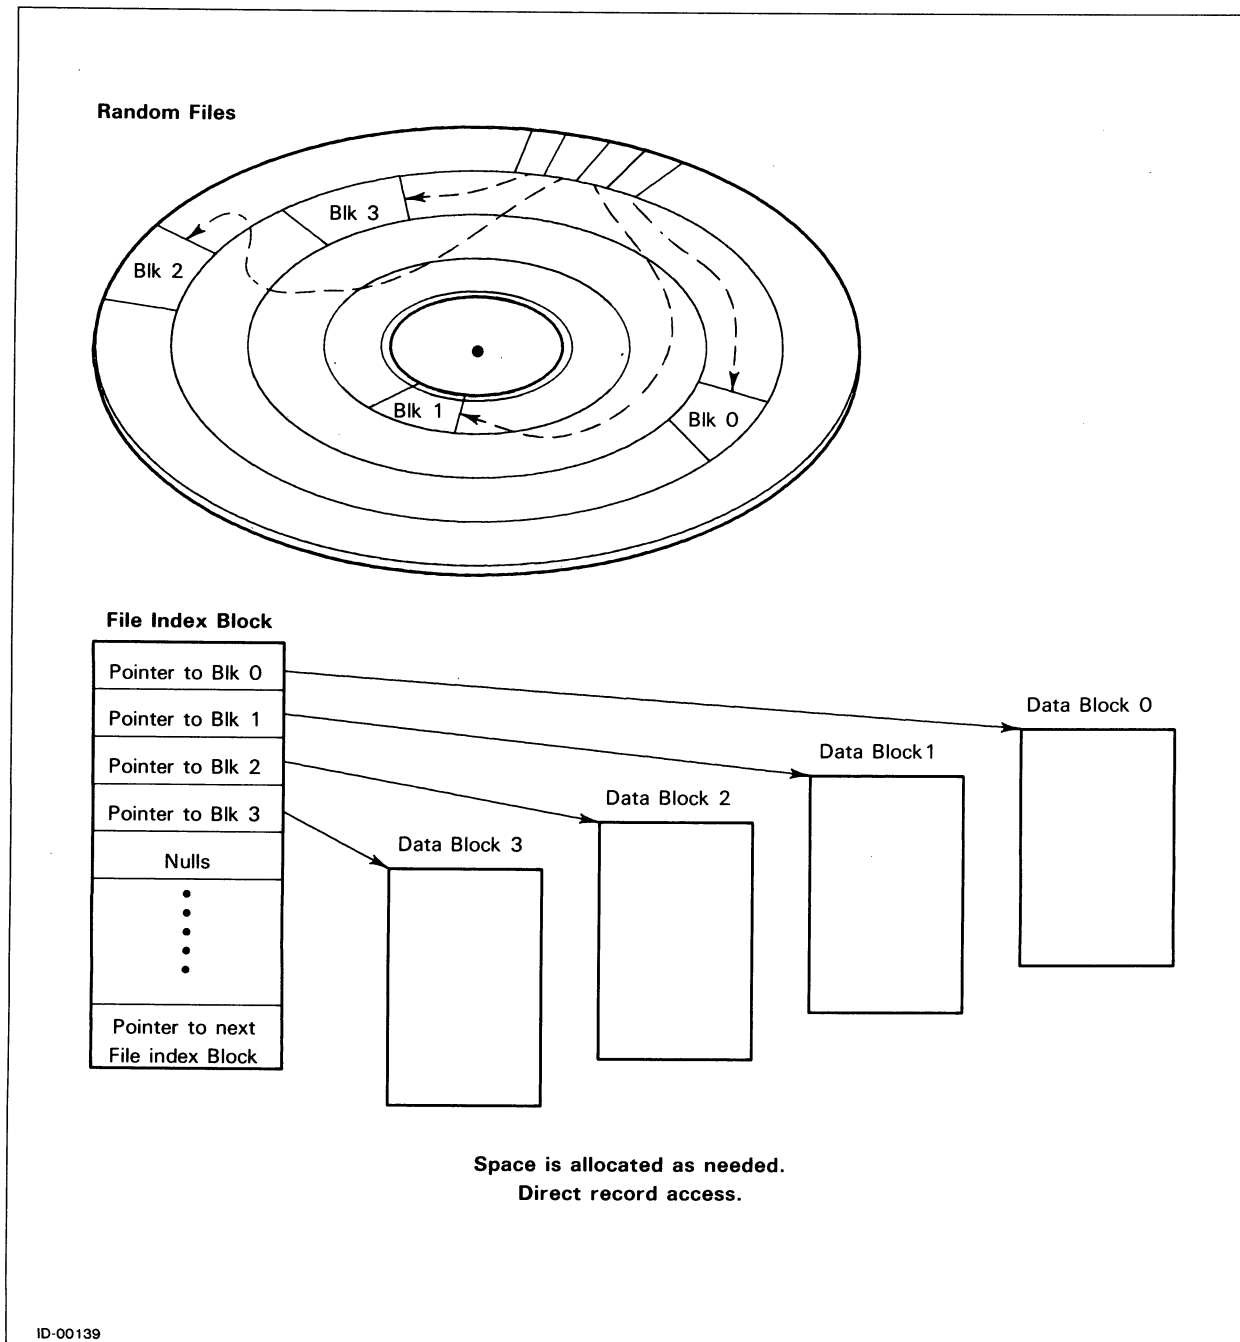 Random Files
Blk 3
Blk 2
Blk 1
Blk 0
File Index Block
Pointer to Blk 0
Pointer to Blk 1
Pointer to Blk 2
Pointer to Blk 3
Nulls
Pointer to next
File index Block
Data Block 0
Data Block 1
Data Block 2
Data Block 3
Space is allocated as needed.
Direct record access.
ID-00139